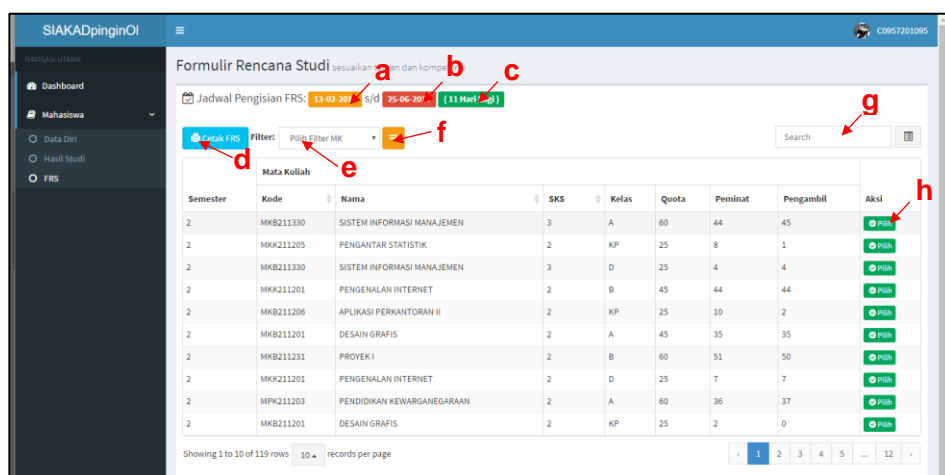 SIAKADpinginOl
C0957201095
NAVIGASI UTAMA
Dashboard
Mahasiswa
Data Diri
Hasil Studi
FRS
Formulir Rencana Studi sesuaikan dan
a b c
Jadwal Pengisian FRS: s/d (11 Hari
Cetak FRS Filter: Pilih Filter MK Search
d e f g h
Mata Kuliah
Semester Kode Nama SKS Kelas Quota Peminat Pengambil Aksi
2 MKB211330 SISTEM INFORMASI MANAJEMEN 3 A 60 44 45 Pilih
2 MKK211205 PENGANTAR STATISTIK 2 KP 25 8 1 Pilih
2 MKB211330 SISTEM INFORMASI MANAJEMEN 3 D 25 4 4 Pilih
2 MKK211201 PENGENALAN INTERNET 2 B 45 44 44 Pilih
2 MKB211206 APLIKASI PERKANTORAN II 2 KP 25 10 2 Pilih
2 MKB211201 DESAIN GRAFIS 2 A 45 35 35 Pilih
2 MKB211231 PROYEK I 2 B 60 51 50 Pilih
2 MKK211201 PENGENALAN INTERNET 2 D 25 7 7 Pilih
2 MPK211203 PENDIDIKAN KEWARGANEGARAAN 2 A 60 36 37 Pilih
2 MKB211201 DESAIN GRAFIS 2 KP 25 2 0 Pilih
Showing 1 to 10 of 119 rows 10 records per page ‹ 1 2 3 4 5 ... 12 ›